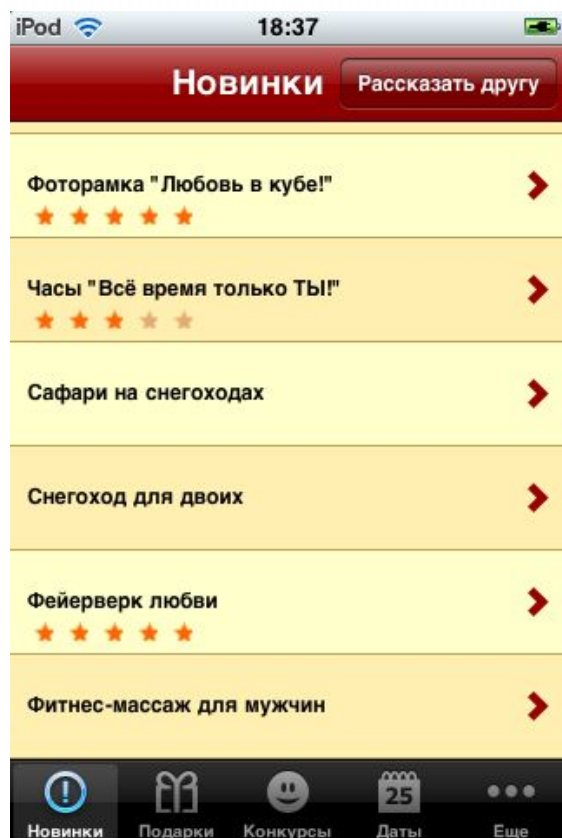 iPod 18:37
Новинки Рассказать другу
Фоторамка "Любовь в кубе!"
Часы "Всё время только ТЫ!"
Сафари на снегоходах
Снегоход для двоих
Фейерверк любви
Фитнес-массаж для мужчин
25
Новинки Подарки Конкурсы Даты Еще